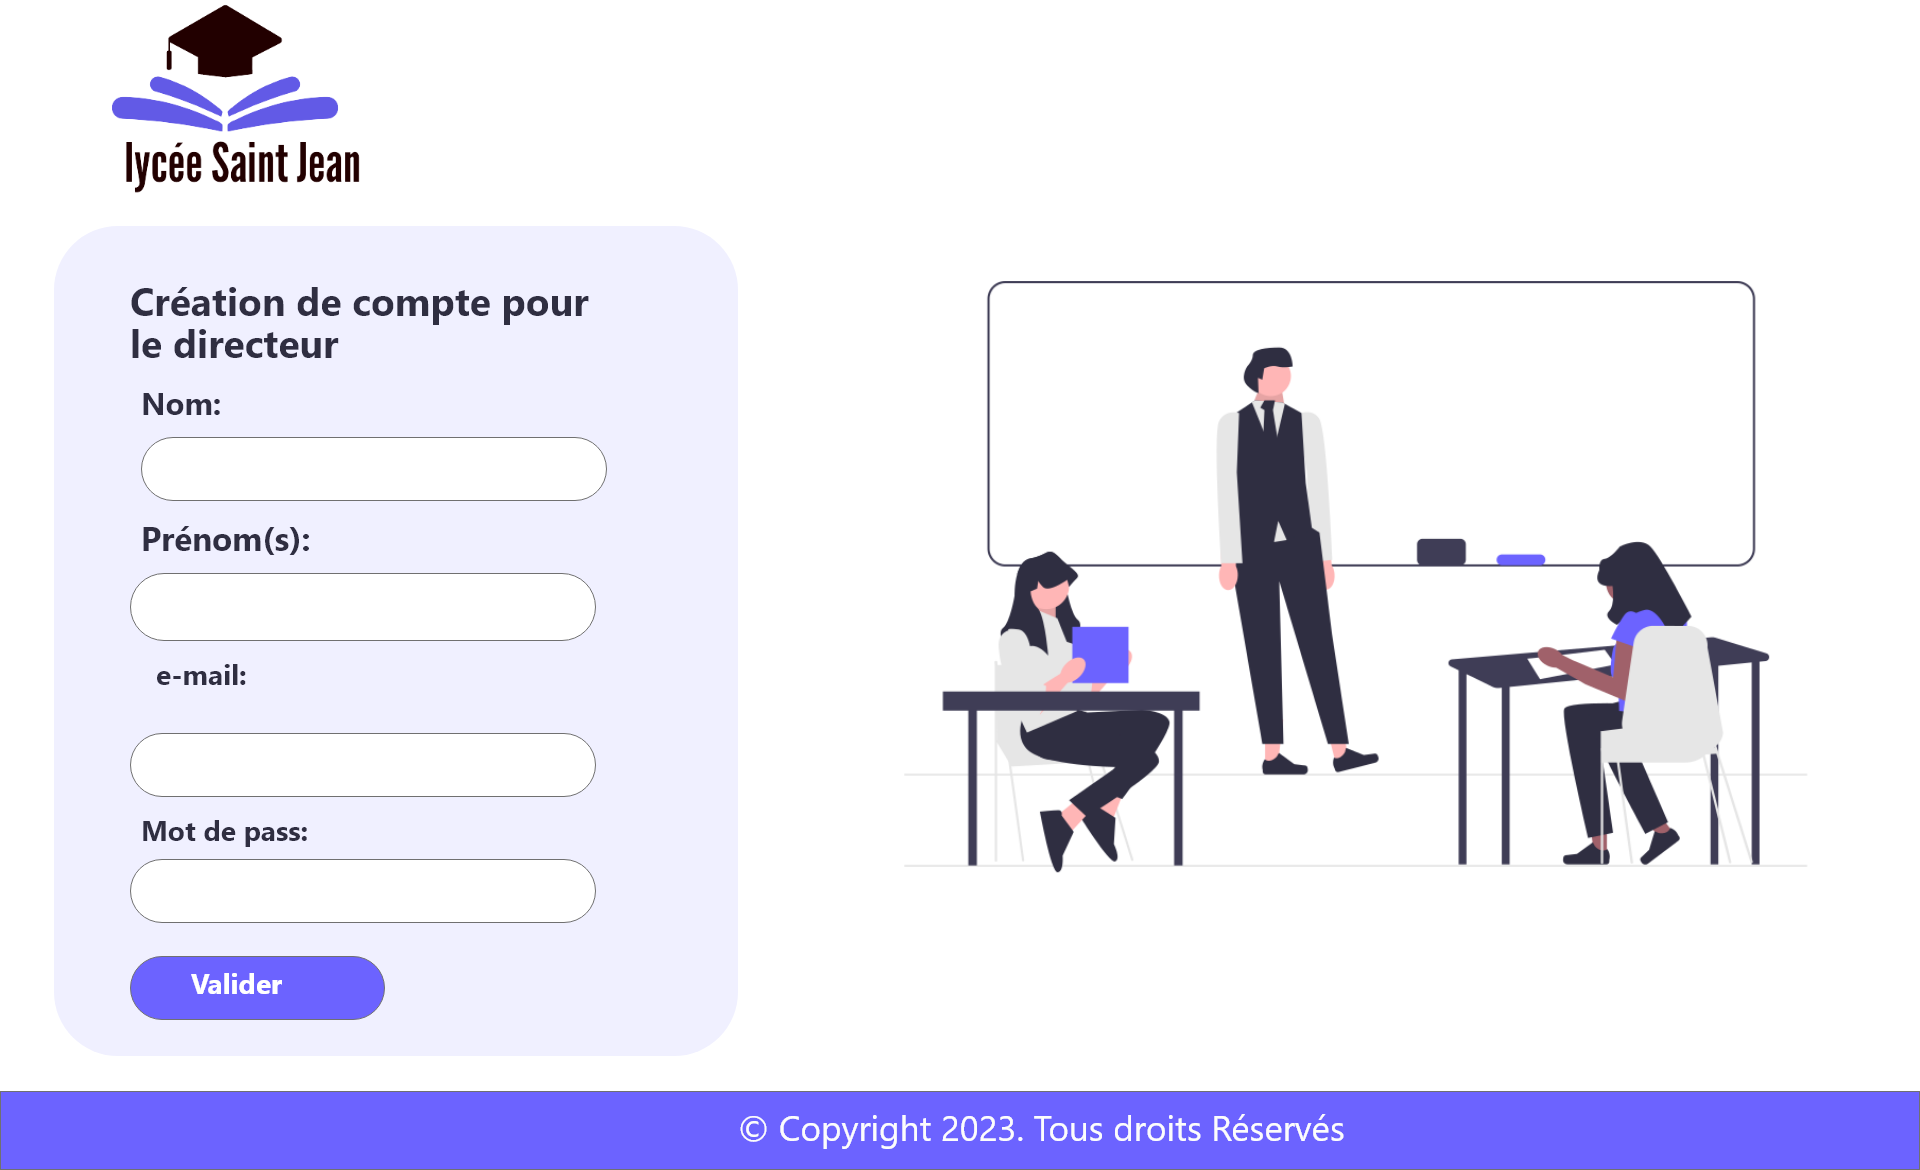 lycée Saint Jean
Création de compte pour
le directeur
Nom:
Prénom(s):
e-mail:
Mot de pass:
Valider
© Copyright 2023. Tous droits Réservés